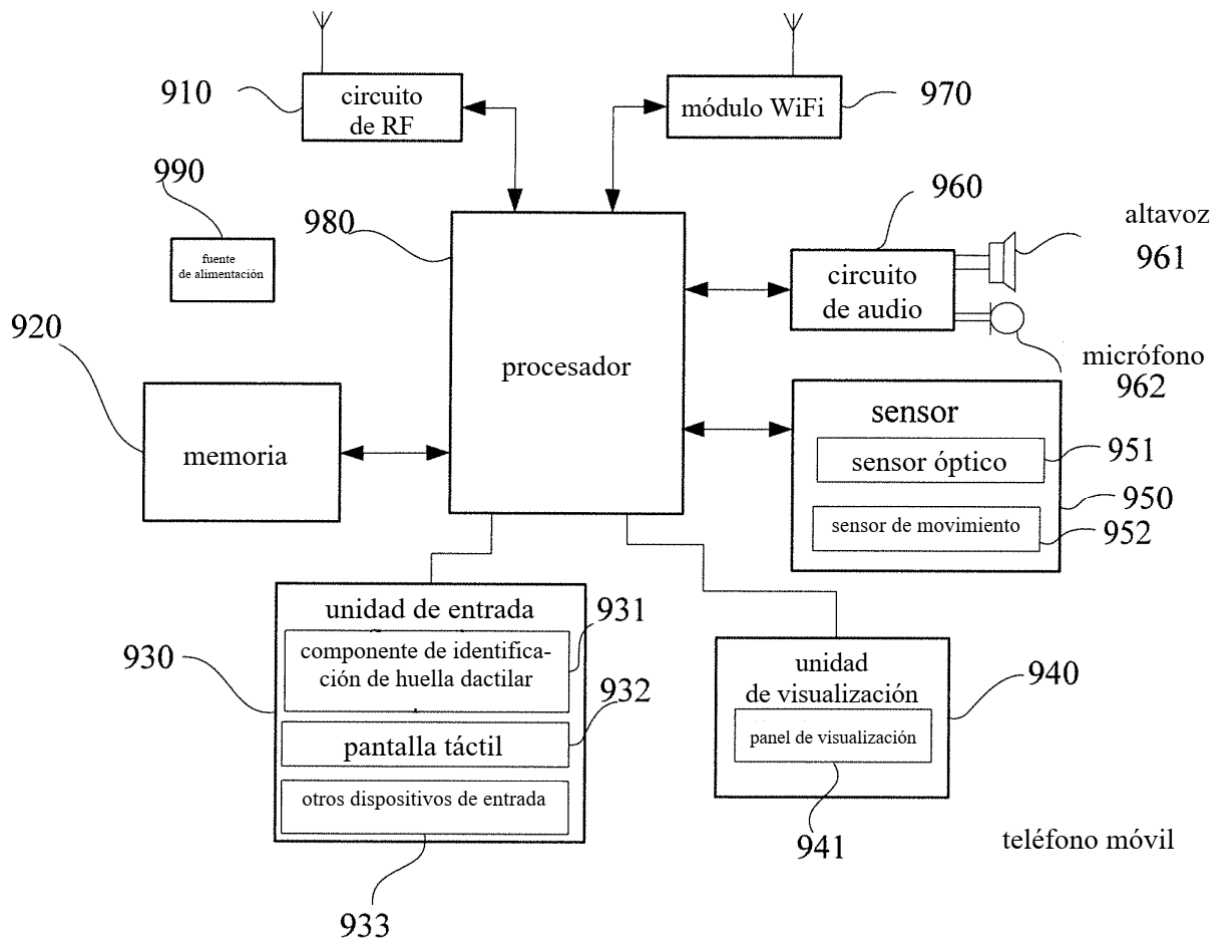 910
circuito
de RF
módulo WiFi
970
990
fuente
de alimentación
980
procesador
960
circuito
de audio
altavoz
961
micrófono
962
920
memoria
sensor
sensor óptico
951
950
sensor de movimiento
952
930
unidad de entrada
931
componente de identifica-
ción de huella dactilar
932
pantalla táctil
otros dispositivos de entrada
933
unidad
de visualización
940
panel de visualización
941
teléfono móvil